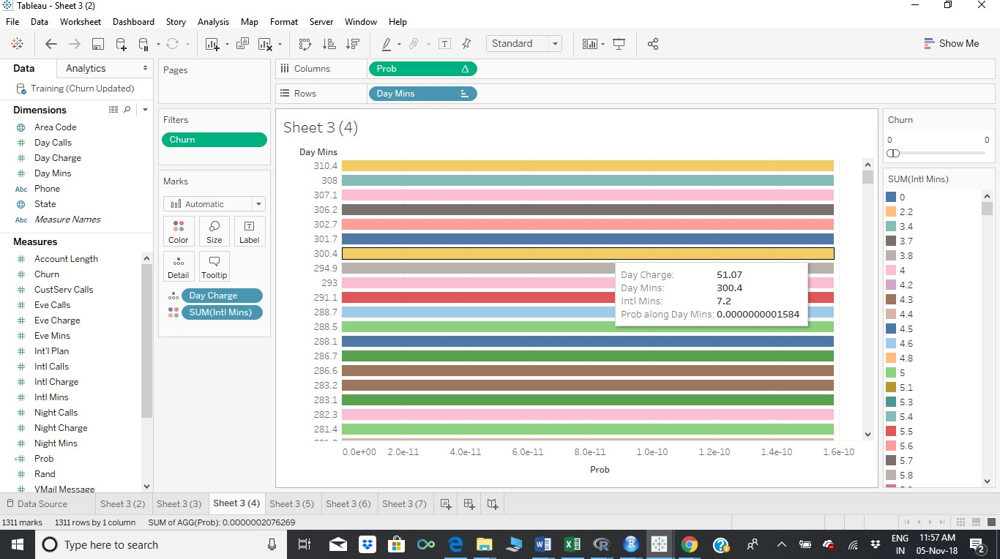 Tableau - Sheet 3 (2)
File Data Worksheet Dashboard Story Analysis Map Format Server Window Help
Standard
Show Me
Data Analytics
Training (Churn Updated)
Dimensions
Area Code
Day Calls
Day Charge
Day Mins
Abc Phone
State
Abc Measure Names
Measures
Account Length
Churn
CustServ Calls
Eve Calls
Eve Charge
Eve Mins
Int'l Plan
Intl Calls
Intl Charge
Intl Mins
Night Calls
Night Charge
Night Mins
Prob
Rand
VMail Message
Pages
Filters
Churn
Marks
Automatic
Color Size Label
Detail Tooltip
Day Charge
SUM(Intl Mins)
Columns Prob
Rows Day Mins
Sheet 3 (4)
Day Mins
310.4
308
307.1
306.2
302.7
301.7
300.4
294.9
293
291.1
288.7
288.5
288.1
286.7
286.6
283.2
283.1
282.3
281.4
Day Charge: 51.07
Day Mins: 300.4
Intl Mins: 7.2
Prob along Day Mins: 0.0000000001584
0.0e+00 2.0e-11 4.0e-11 6.0e-11 8.0e-11 1.0e-10 1.2e-10 1.4e-10 1.6e-10
Prob
Churn
0 0
SUM(Intl Mins)
0
2.2
3.4
3.7
3.8
4
4.2
4.3
4.4
4.5
4.6
4.8
5
5.1
5.3
5.4
5.5
5.6
5.7
5.8
Data Source Sheet 3 (2) Sheet 3 (3) Sheet 3 (4) Sheet 3 (5) Sheet 3 (6) Sheet 3 (7)
1311 marks 1311 rows by 1 column SUM of AGG(Prob): 0.0000002076269
Type here to search
ENG 11:57 AM
IN 05-Nov-18
2